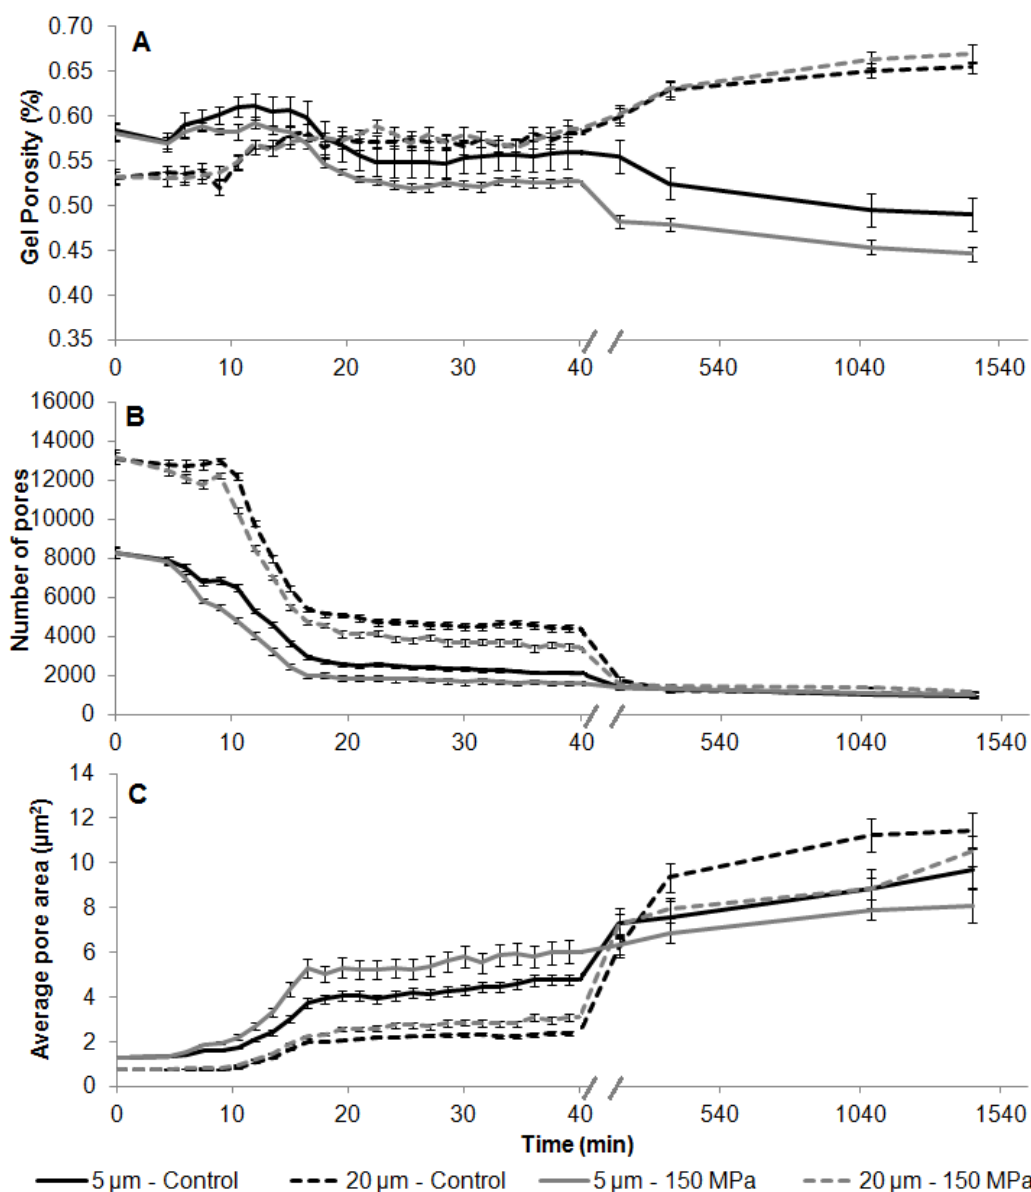 A
Gel Porosity (%)
0.70
0.65
0.60
0.55
0.50
0.45
0.40
0.35
0 10 20 30 40 540 1040 1540
B
Number of pores
16000
14000
12000
10000
8000
6000
4000
2000
0
0 10 20 30 40 540 1040 1540
C
Average pore area (µm²)
14
12
10
8
6
4
2
0
0 10 20 30 40 540 1040 1540
Time (min)
5 µm - Control 20 µm - Control 5 µm - 150 MPa 20 µm - 150 MPa